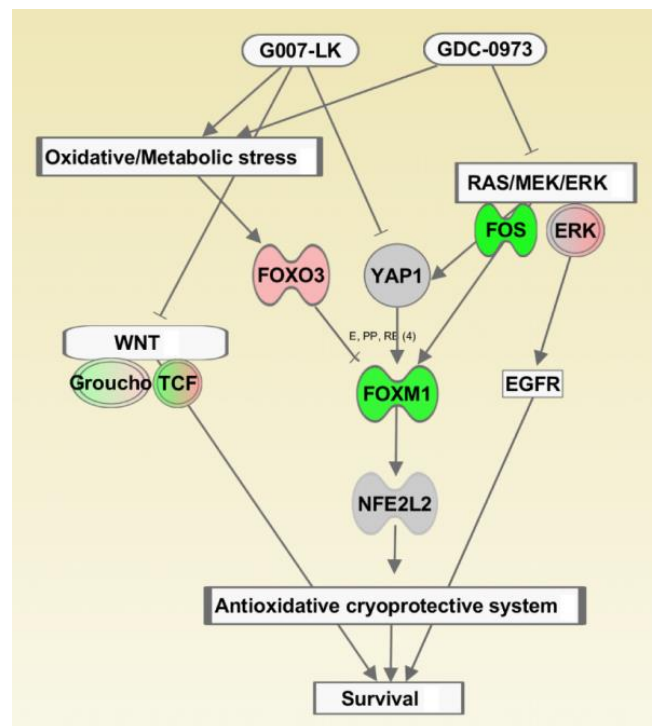 G007-LK
GDC-0973
Oxidative/Metabolic stress
RAS/MEK/ERK
FOS
ERK
FOXO3
YAP1
E, PP, RB (4)
WNT
Groucho
TCF
FOXM1
EGFR
NFE2L2
Antioxidative cryoprotective system
Survival